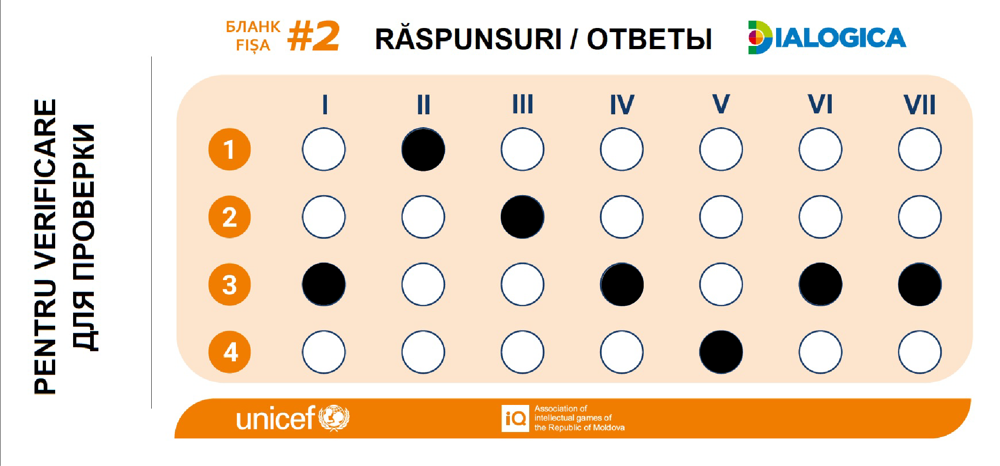 PENTRU VERIFICARE
ДЛЯ ПРОВЕРКИ
БЛАНК
FIȘA
#2
RĂSPUNSURI / ОТВЕТЫ
DIALOGICA
I II III IV V VI VII
1
2
3
4
unicef
iQ
Association of
intellectual games of
the Republic of Moldova